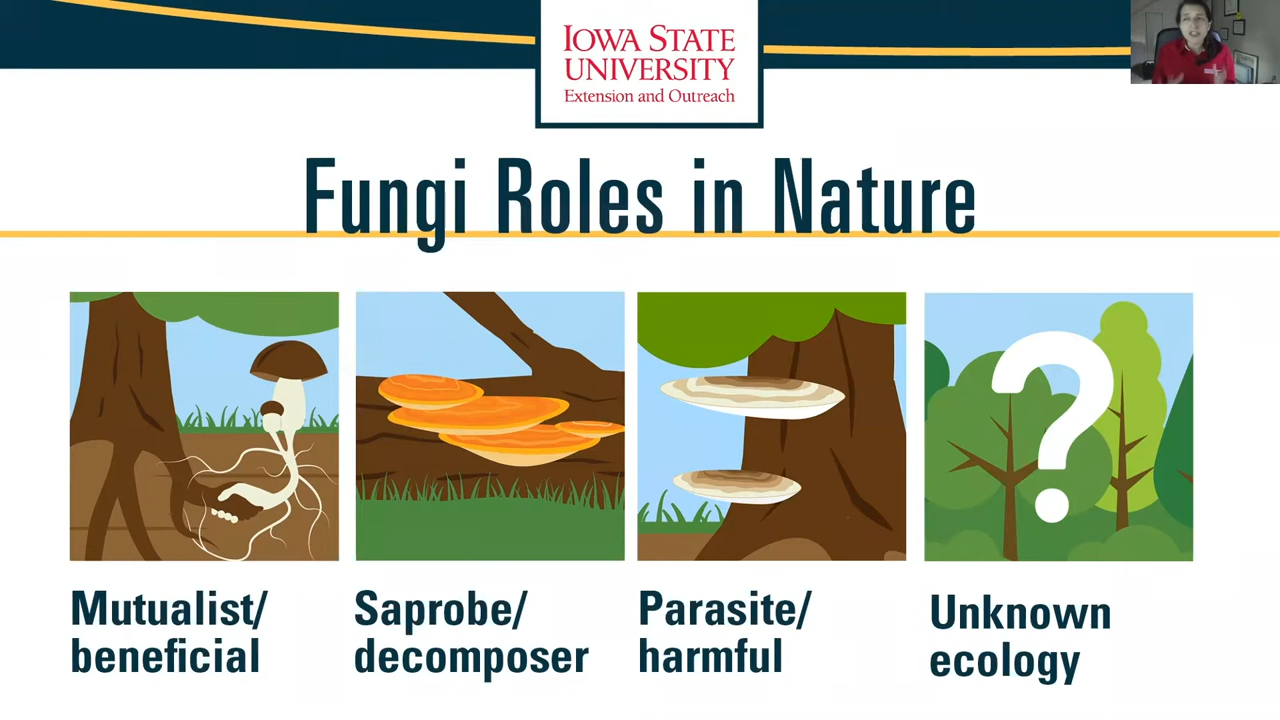 IOWA STATE
UNIVERSITY
Extension and Outreach
Fungi Roles in Nature
?
Mutualist/
beneficial
Saprobe/
decomposer
Parasite/
harmful
Unknown
ecology